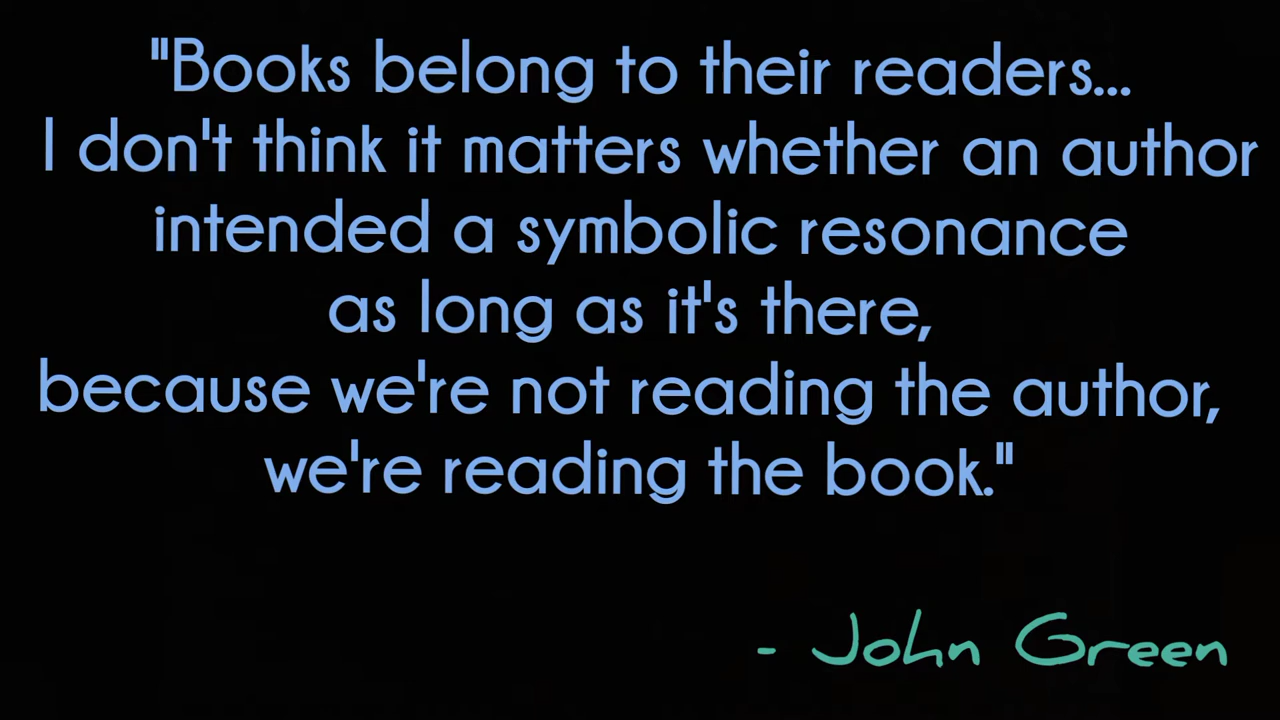 "Books belong to their readers...
I don't think it matters whether an author
intended a symbolic resonance
as long as it's there,
because we're not reading the author,
we're reading the book."
- John Green